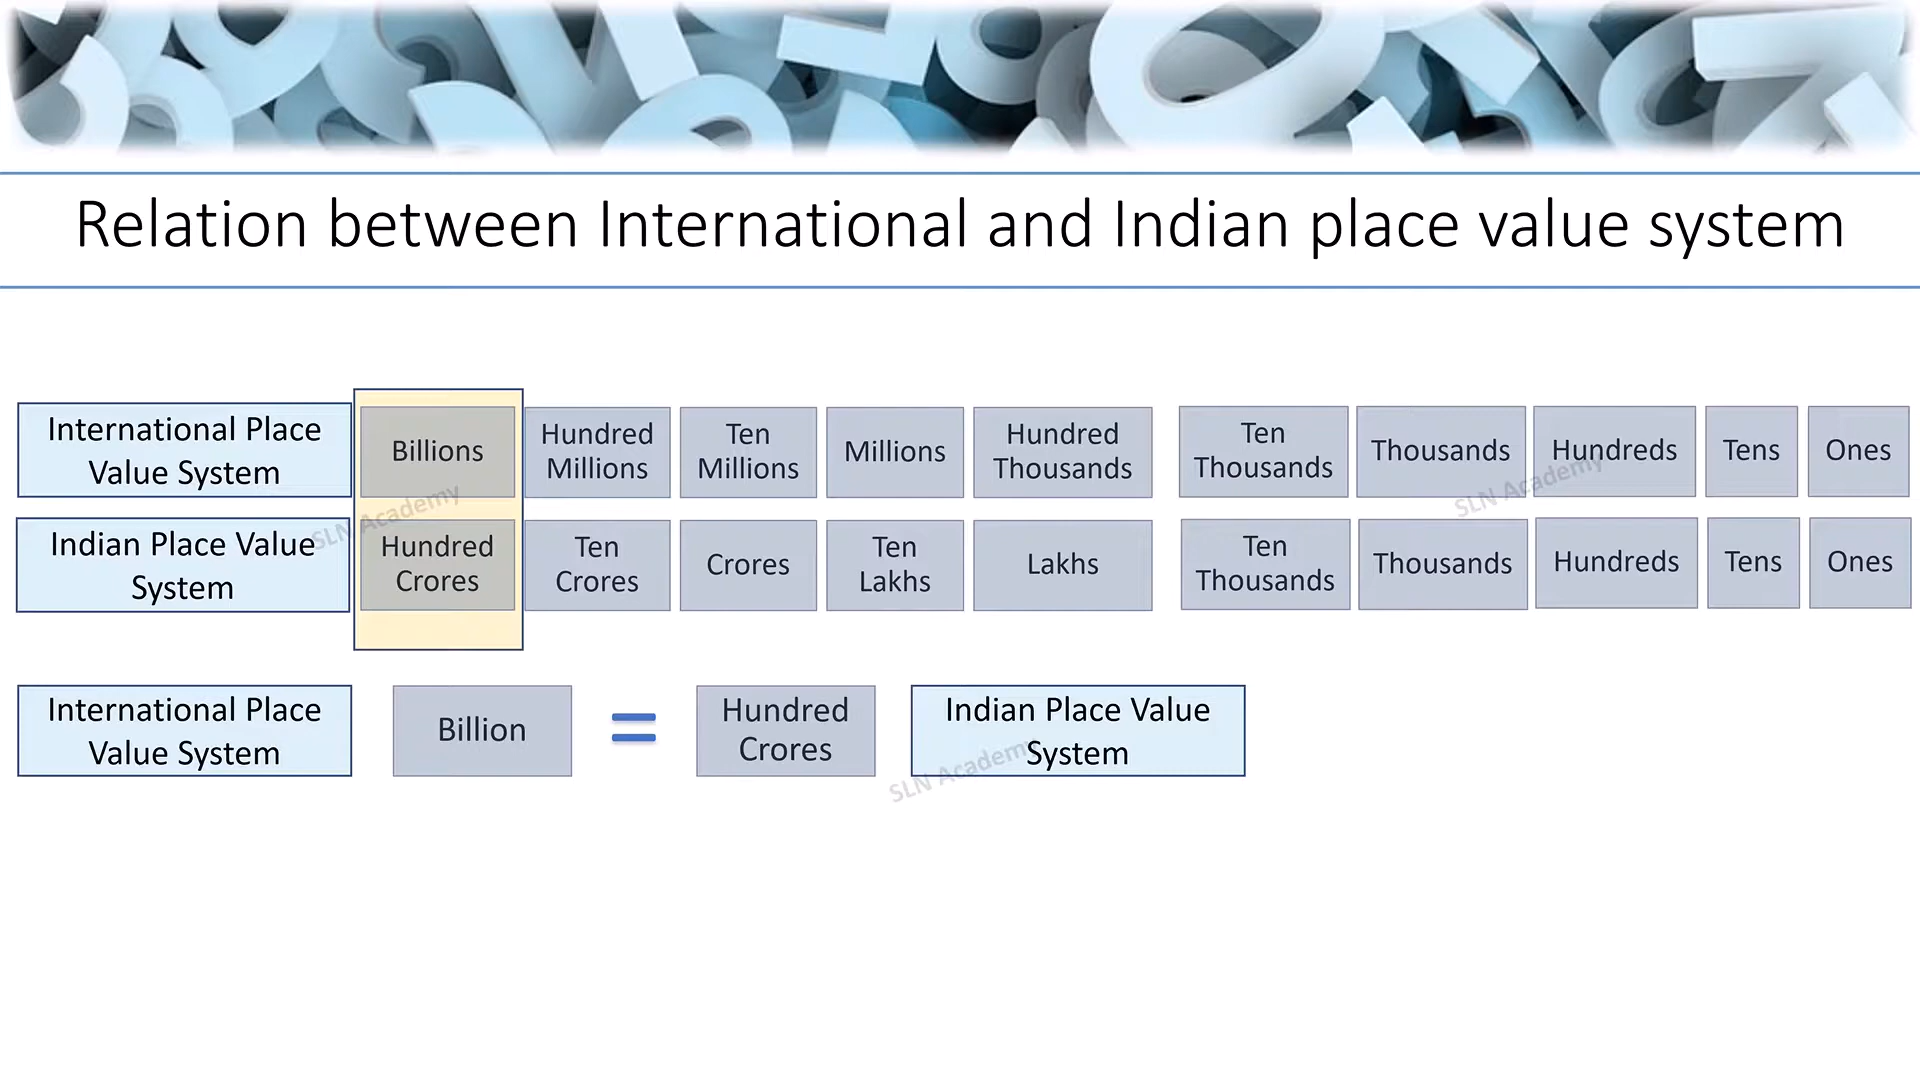 Relation between International and Indian place value system
International Place
Value System
Billions
Hundred
Millions
Ten
Millions
Millions
Hundred
Thousands
Ten
Thousands
Thousands
Hundreds
Tens
Ones
Indian Place Value
System
Hundred
Crores
Ten
Crores
Crores
Ten
Lakhs
Lakhs
Ten
Thousands
Thousands
Hundreds
Tens
Ones
SLN Academy
SLN Academy
International Place
Value System
Billion
=
Hundred
Crores
Indian Place Value
System
SLN Academy